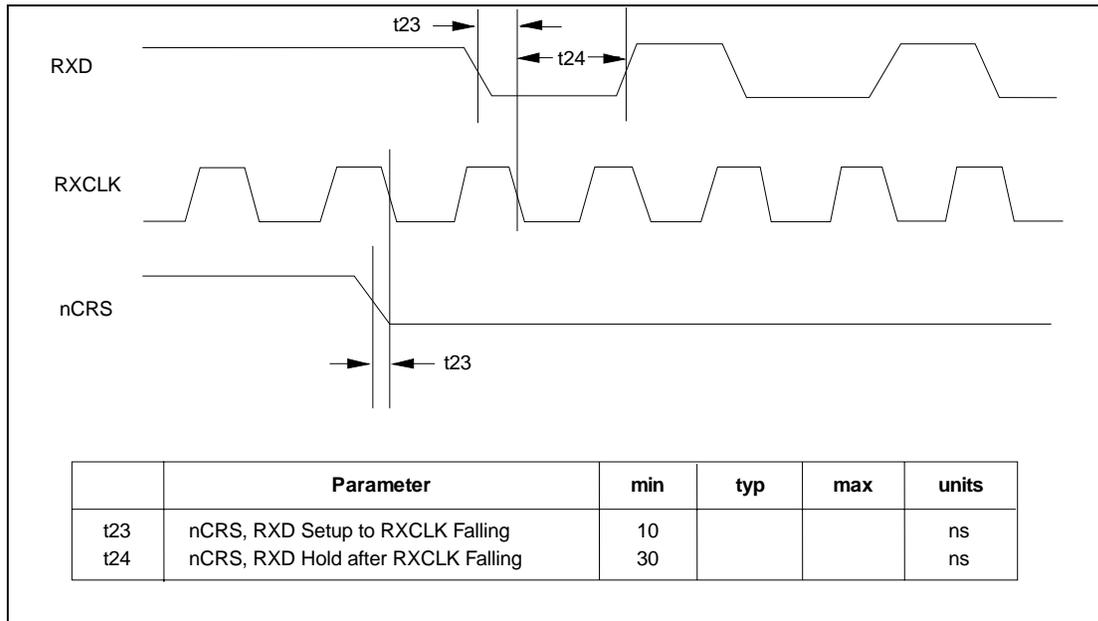 t23
t24
RXD
RXCLK
nCRS
t23
Parameter min typ max units
t23 nCRS, RXD Setup to RXCLK Falling 10 ns
t24 nCRS, RXD Hold after RXCLK Falling 30 ns